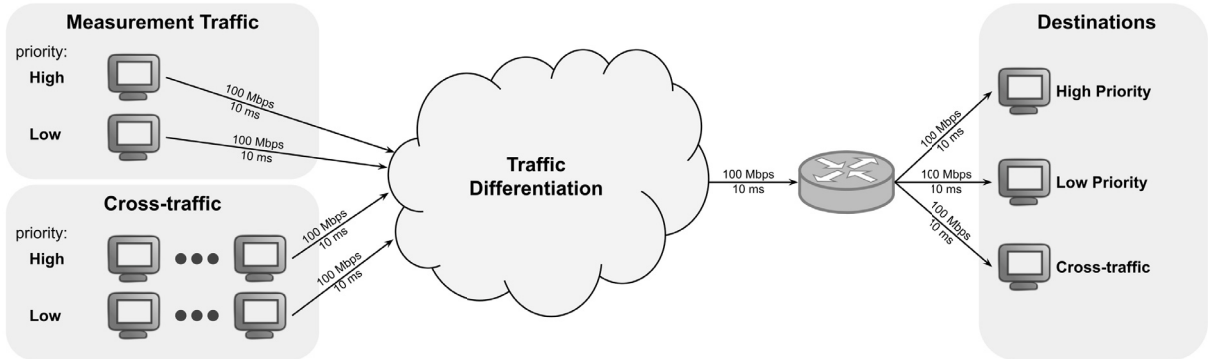 Measurement Traffic
priority:
High
Low
100 Mbps
10 ms
100 Mbps
10 ms
Cross-traffic
priority:
High
Low
100 Mbps
10 ms
100 Mbps
10 ms
Traffic
Differentiation
100 Mbps
10 ms
Destinations
100 Mbps
10 ms
High Priority
100 Mbps
10 ms
Low Priority
100 Mbps
10 ms
Cross-traffic